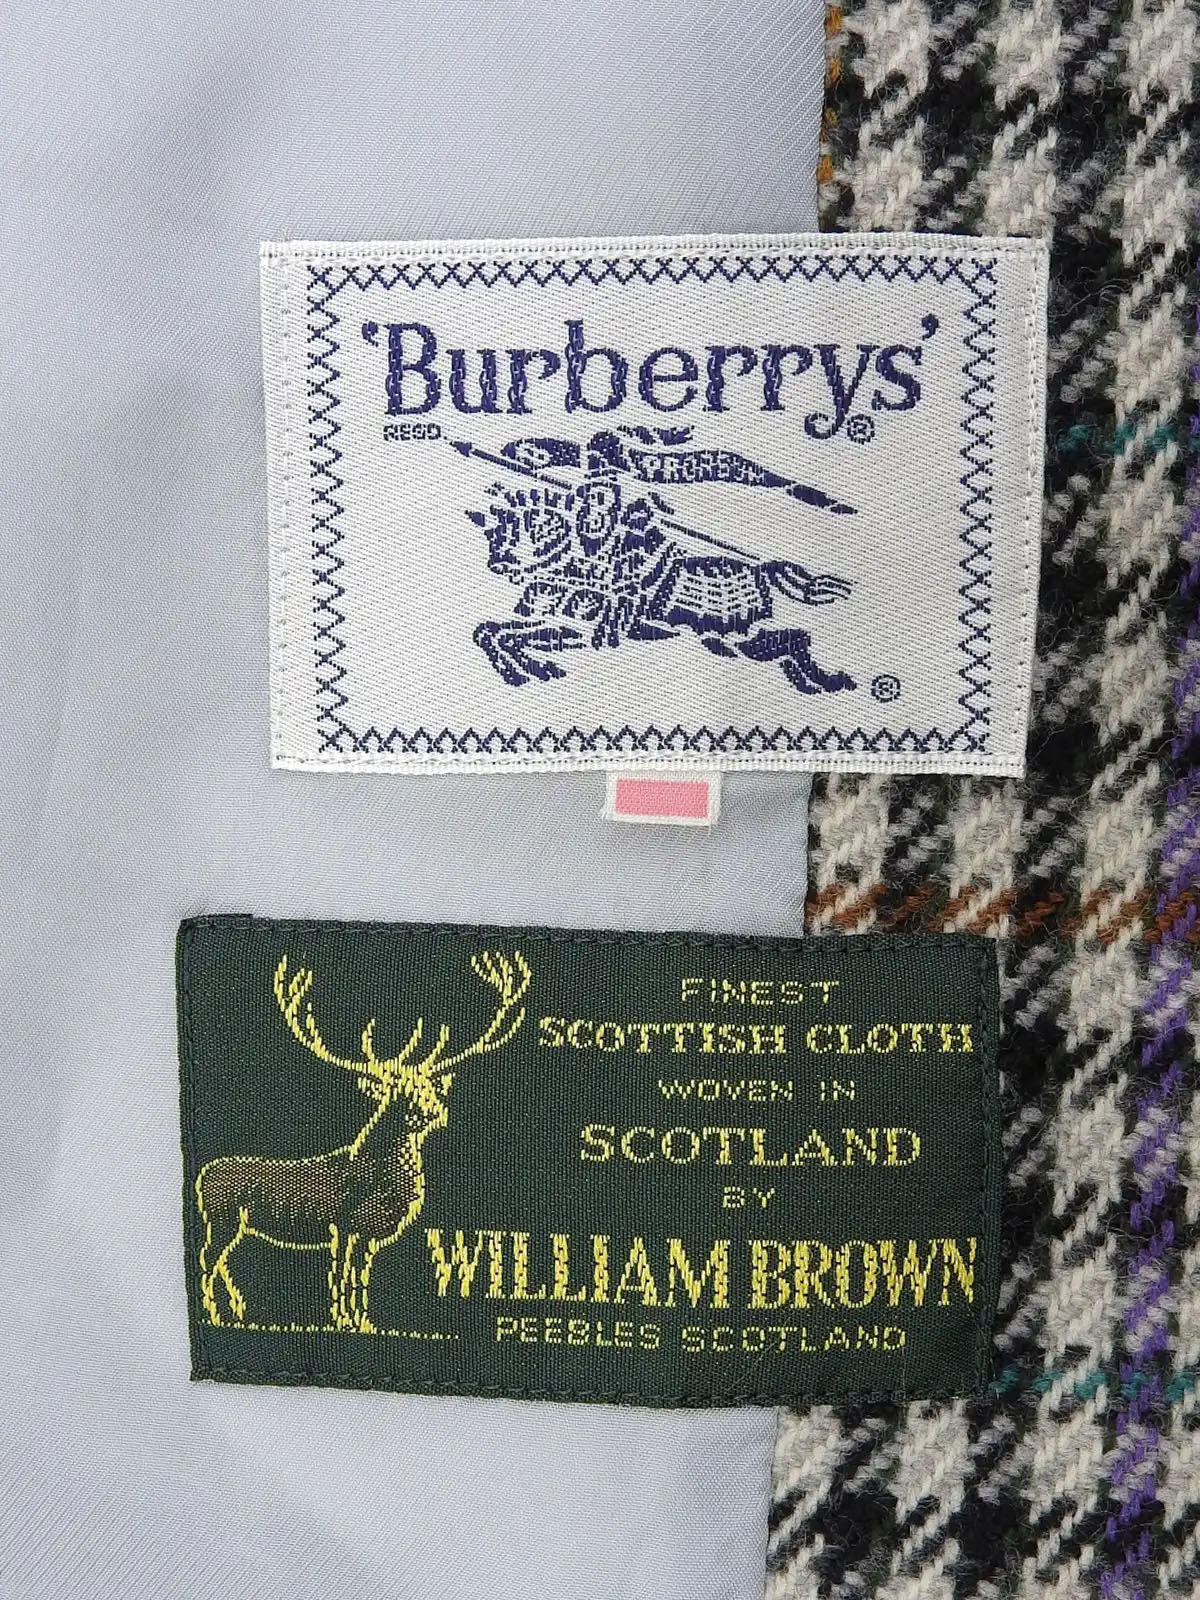 'Burberrys'
REGD ®
PRORSUM
®
FINEST
SCOTTISH CLOTH
WOVEN IN
SCOTLAND
BY
WILLIAM BROWN
PEEBLES SCOTLAND